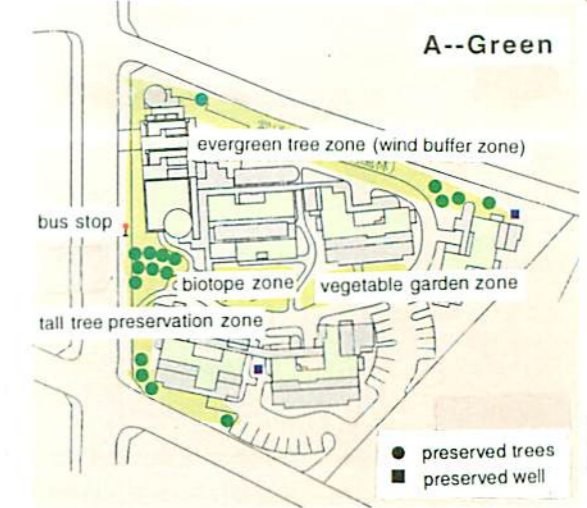 A--Green
evergreen tree zone (wind buffer zone)
bus stop
biotope zone
vegetable garden zone
tall tree preservation zone
preserved trees
preserved well